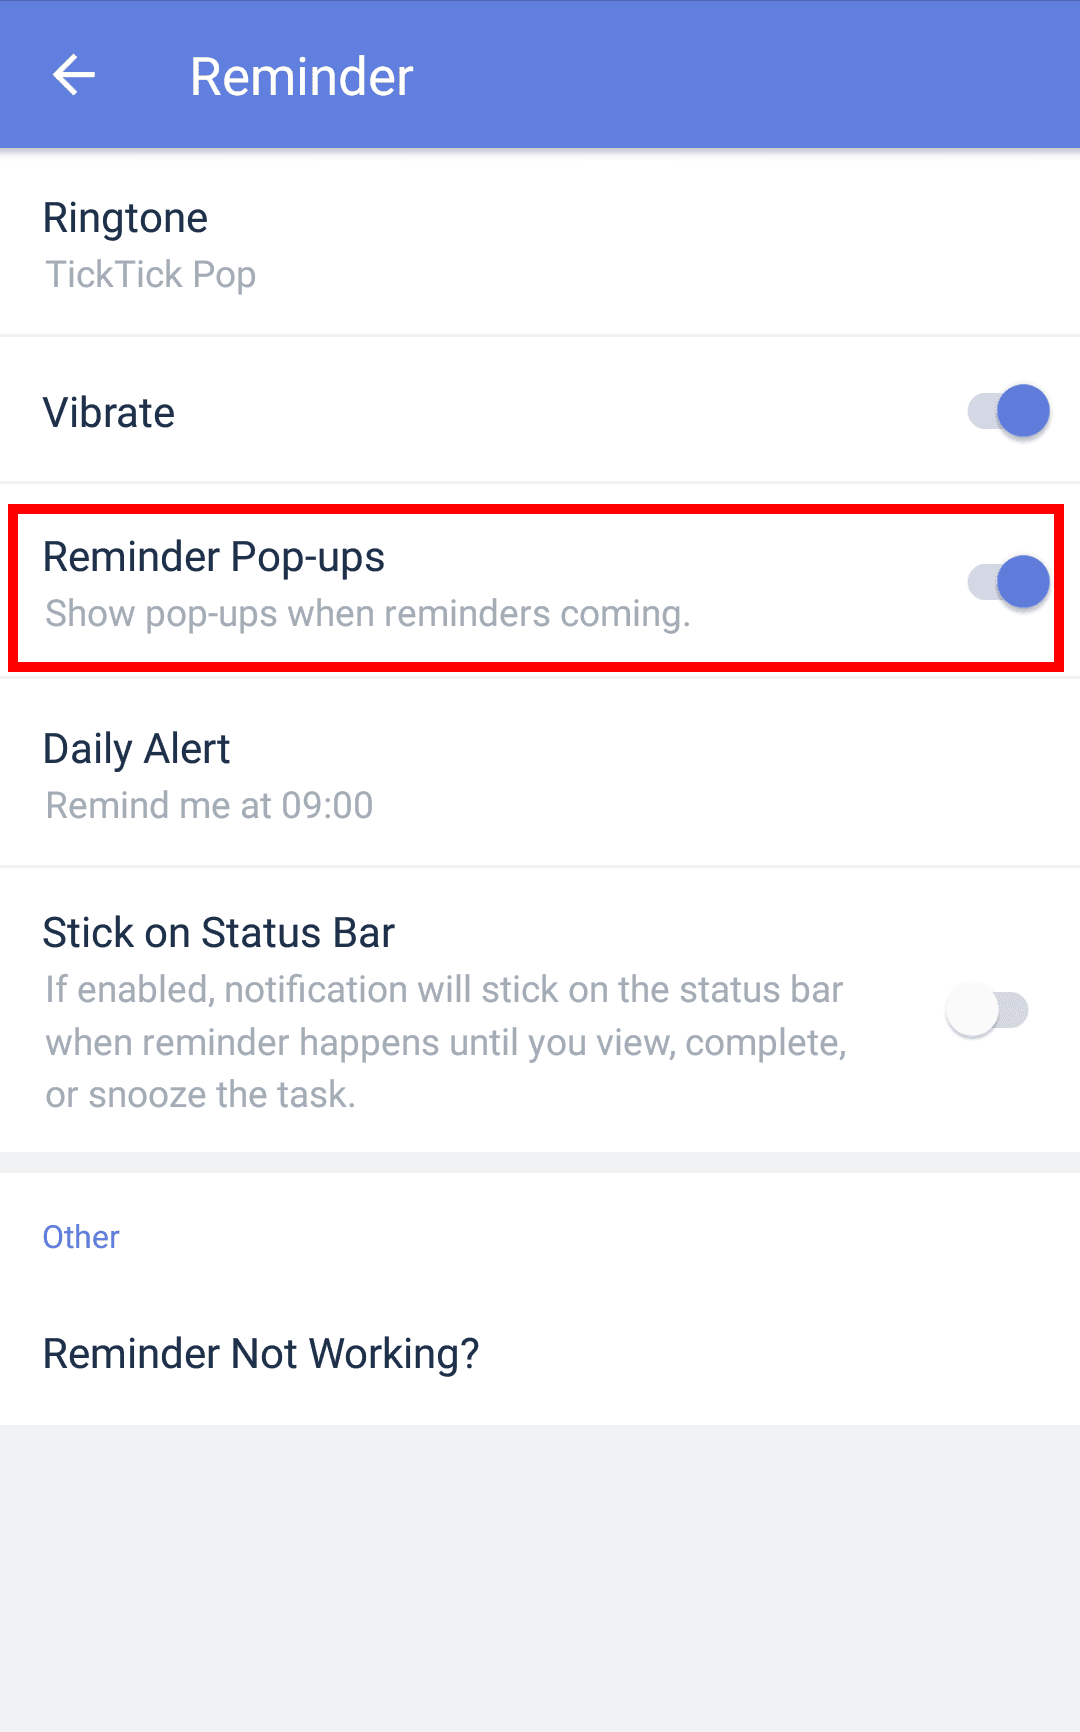 Reminder
Ringtone
TickTick Pop
Vibrate
Reminder Pop-ups
Show pop-ups when reminders coming.
Daily Alert
Remind me at 09:00
Stick on Status Bar
If enabled, notification will stick on the status bar
when reminder happens until you view, complete,
or snooze the task.
Other
Reminder Not Working?